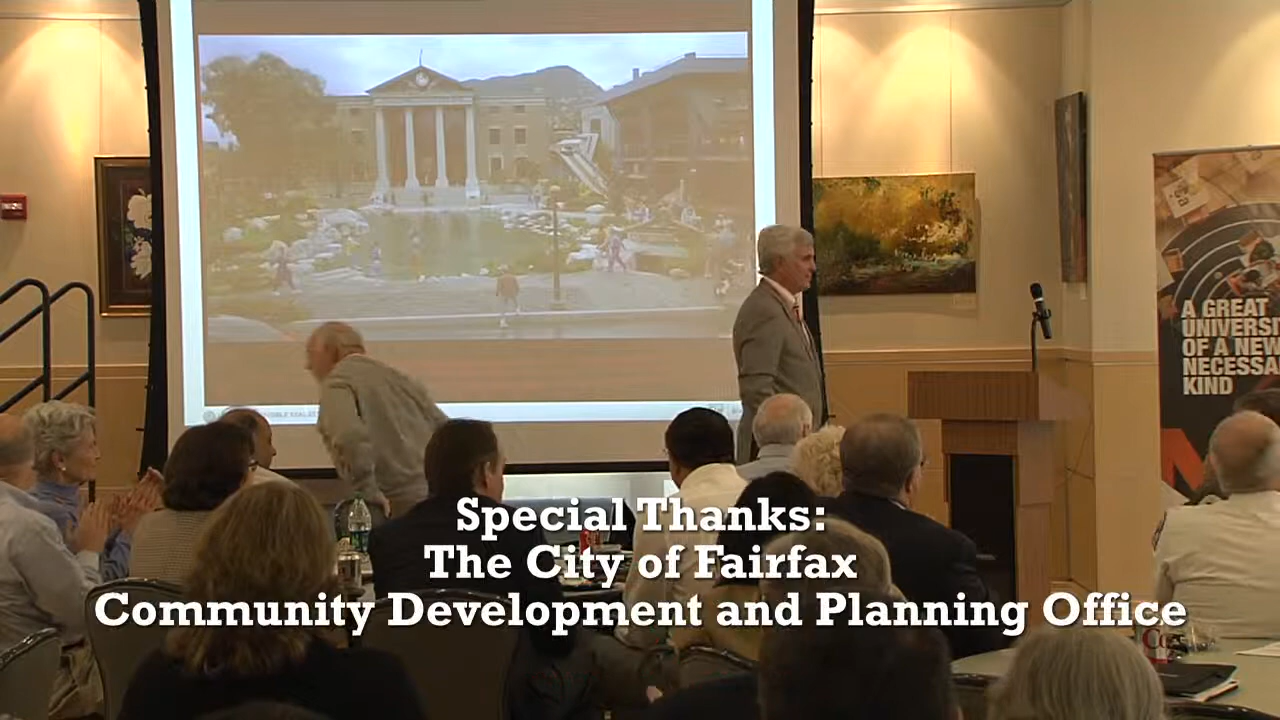 A GREAT
UNIVERSI
OF A NEW
NECESSA
KIND
Special Thanks:
The City of Fairfax
Community Development and Planning Office